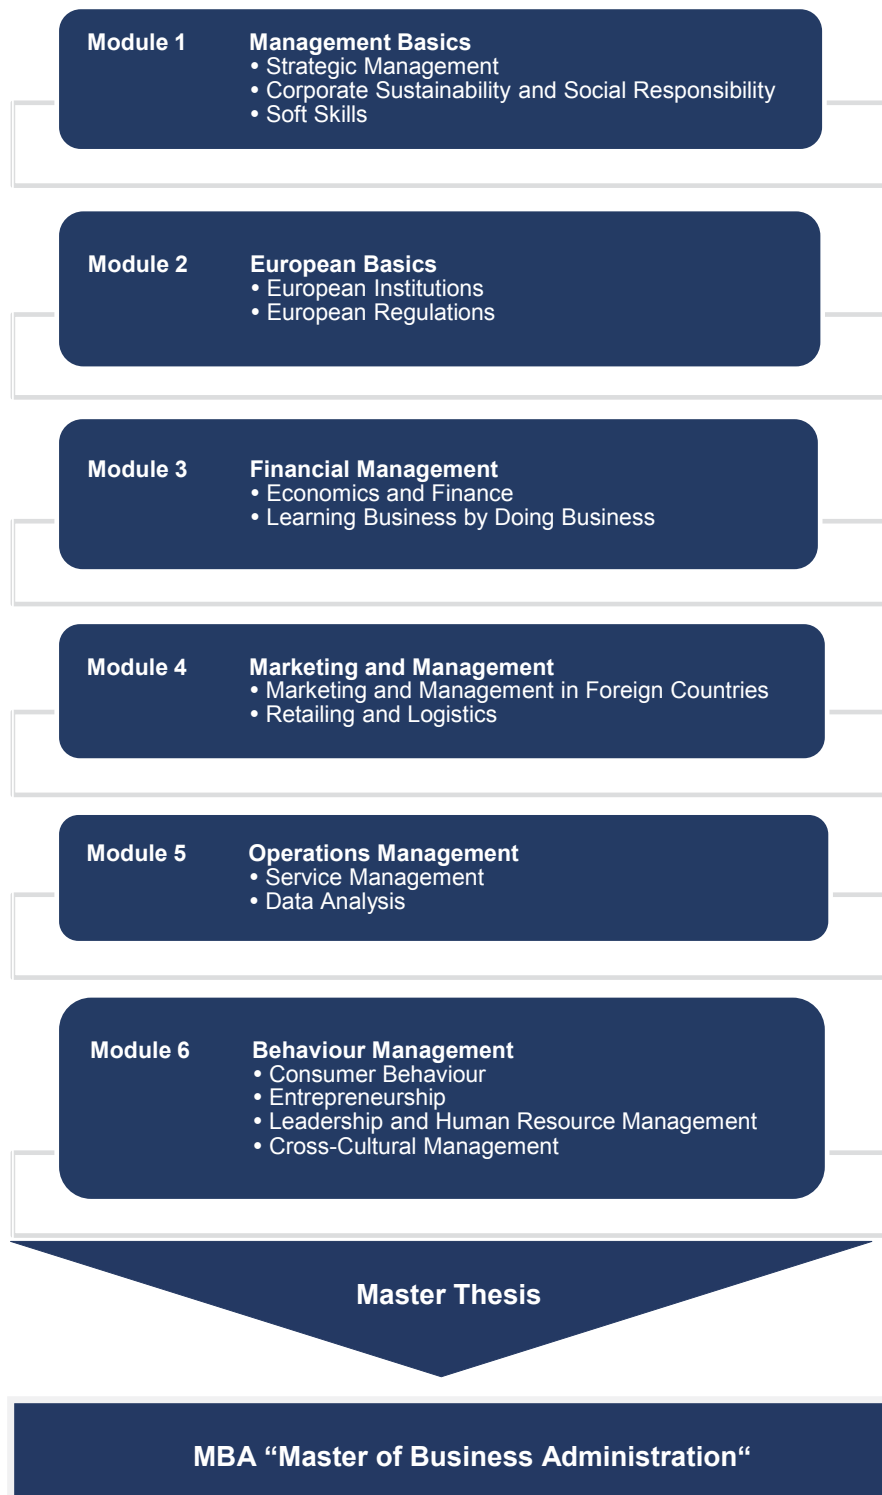 Module 1 Management Basics
• Strategic Management
• Corporate Sustainability and Social Responsibility
• Soft Skills
Module 2 European Basics
• European Institutions
• European Regulations
Module 3 Financial Management
• Economics and Finance
• Learning Business by Doing Business
Module 4 Marketing and Management
• Marketing and Management in Foreign Countries
• Retailing and Logistics
Module 5 Operations Management
• Service Management
• Data Analysis
Module 6 Behaviour Management
• Consumer Behaviour
• Entrepreneurship
• Leadership and Human Resource Management
• Cross-Cultural Management
Master Thesis
MBA “Master of Business Administration“